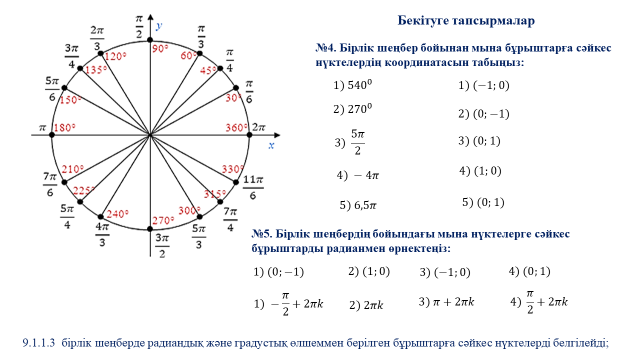 Бекітуге тапсырмалар
№4. Бірлік шеңбер бойынан мына бұрыштарға сәйкес
нүктелердің координатасын табыңыз:
1) 540⁰ 1) (−1; 0)
2) 270⁰ 2) (0; −1)
3) 5π/2 3) (0; 1)
4) − 4π 4) (1; 0)
5) 6,5π 5) (0; 1)
π/2 y
2π/3 90° π/3
3π/4 120° 60° π/4
135° 45°
5π/6 150° 30° π/6
π 180° 360° 2π
x
210° 330°
7π/6 225° 315° 11π/6
5π/4 240° 300° 7π/4
4π/3 270° 5π/3
3π/2
№5. Бірлік шеңбердің бойындағы мына нүктелерге сәйкес
бұрыштарды радианмен өрнектеңіз:
1) (0; −1) 2) (1; 0) 3) (−1; 0) 4) (0; 1)
1) −π/2 + 2πk 2) 2πk 3) π + 2πk 4) π/2 + 2πk
9.1.1.3 бірлік шеңберде радиандық және градустық өлшеммен берілген бұрыштарға сәйкес нүктелерді белгілейді;